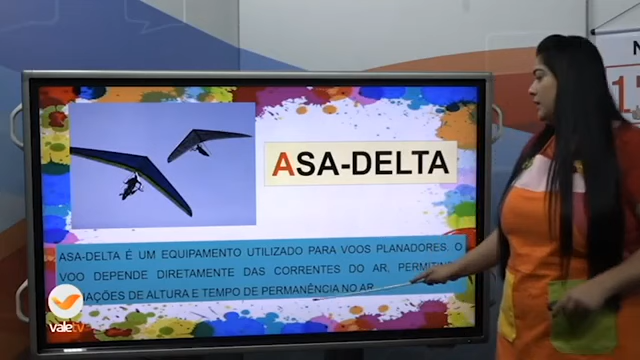 N
ASA-DELTA
ASA-DELTA É UM EQUIPAMENTO UTILIZADO PARA VOOS PLANADORES. O
VOO DEPENDE DIRETAMENTE DAS CORRENTES DO AR,
DE ALTURA E TEMPO DE PERMANÊNCIA NO AR
valetv